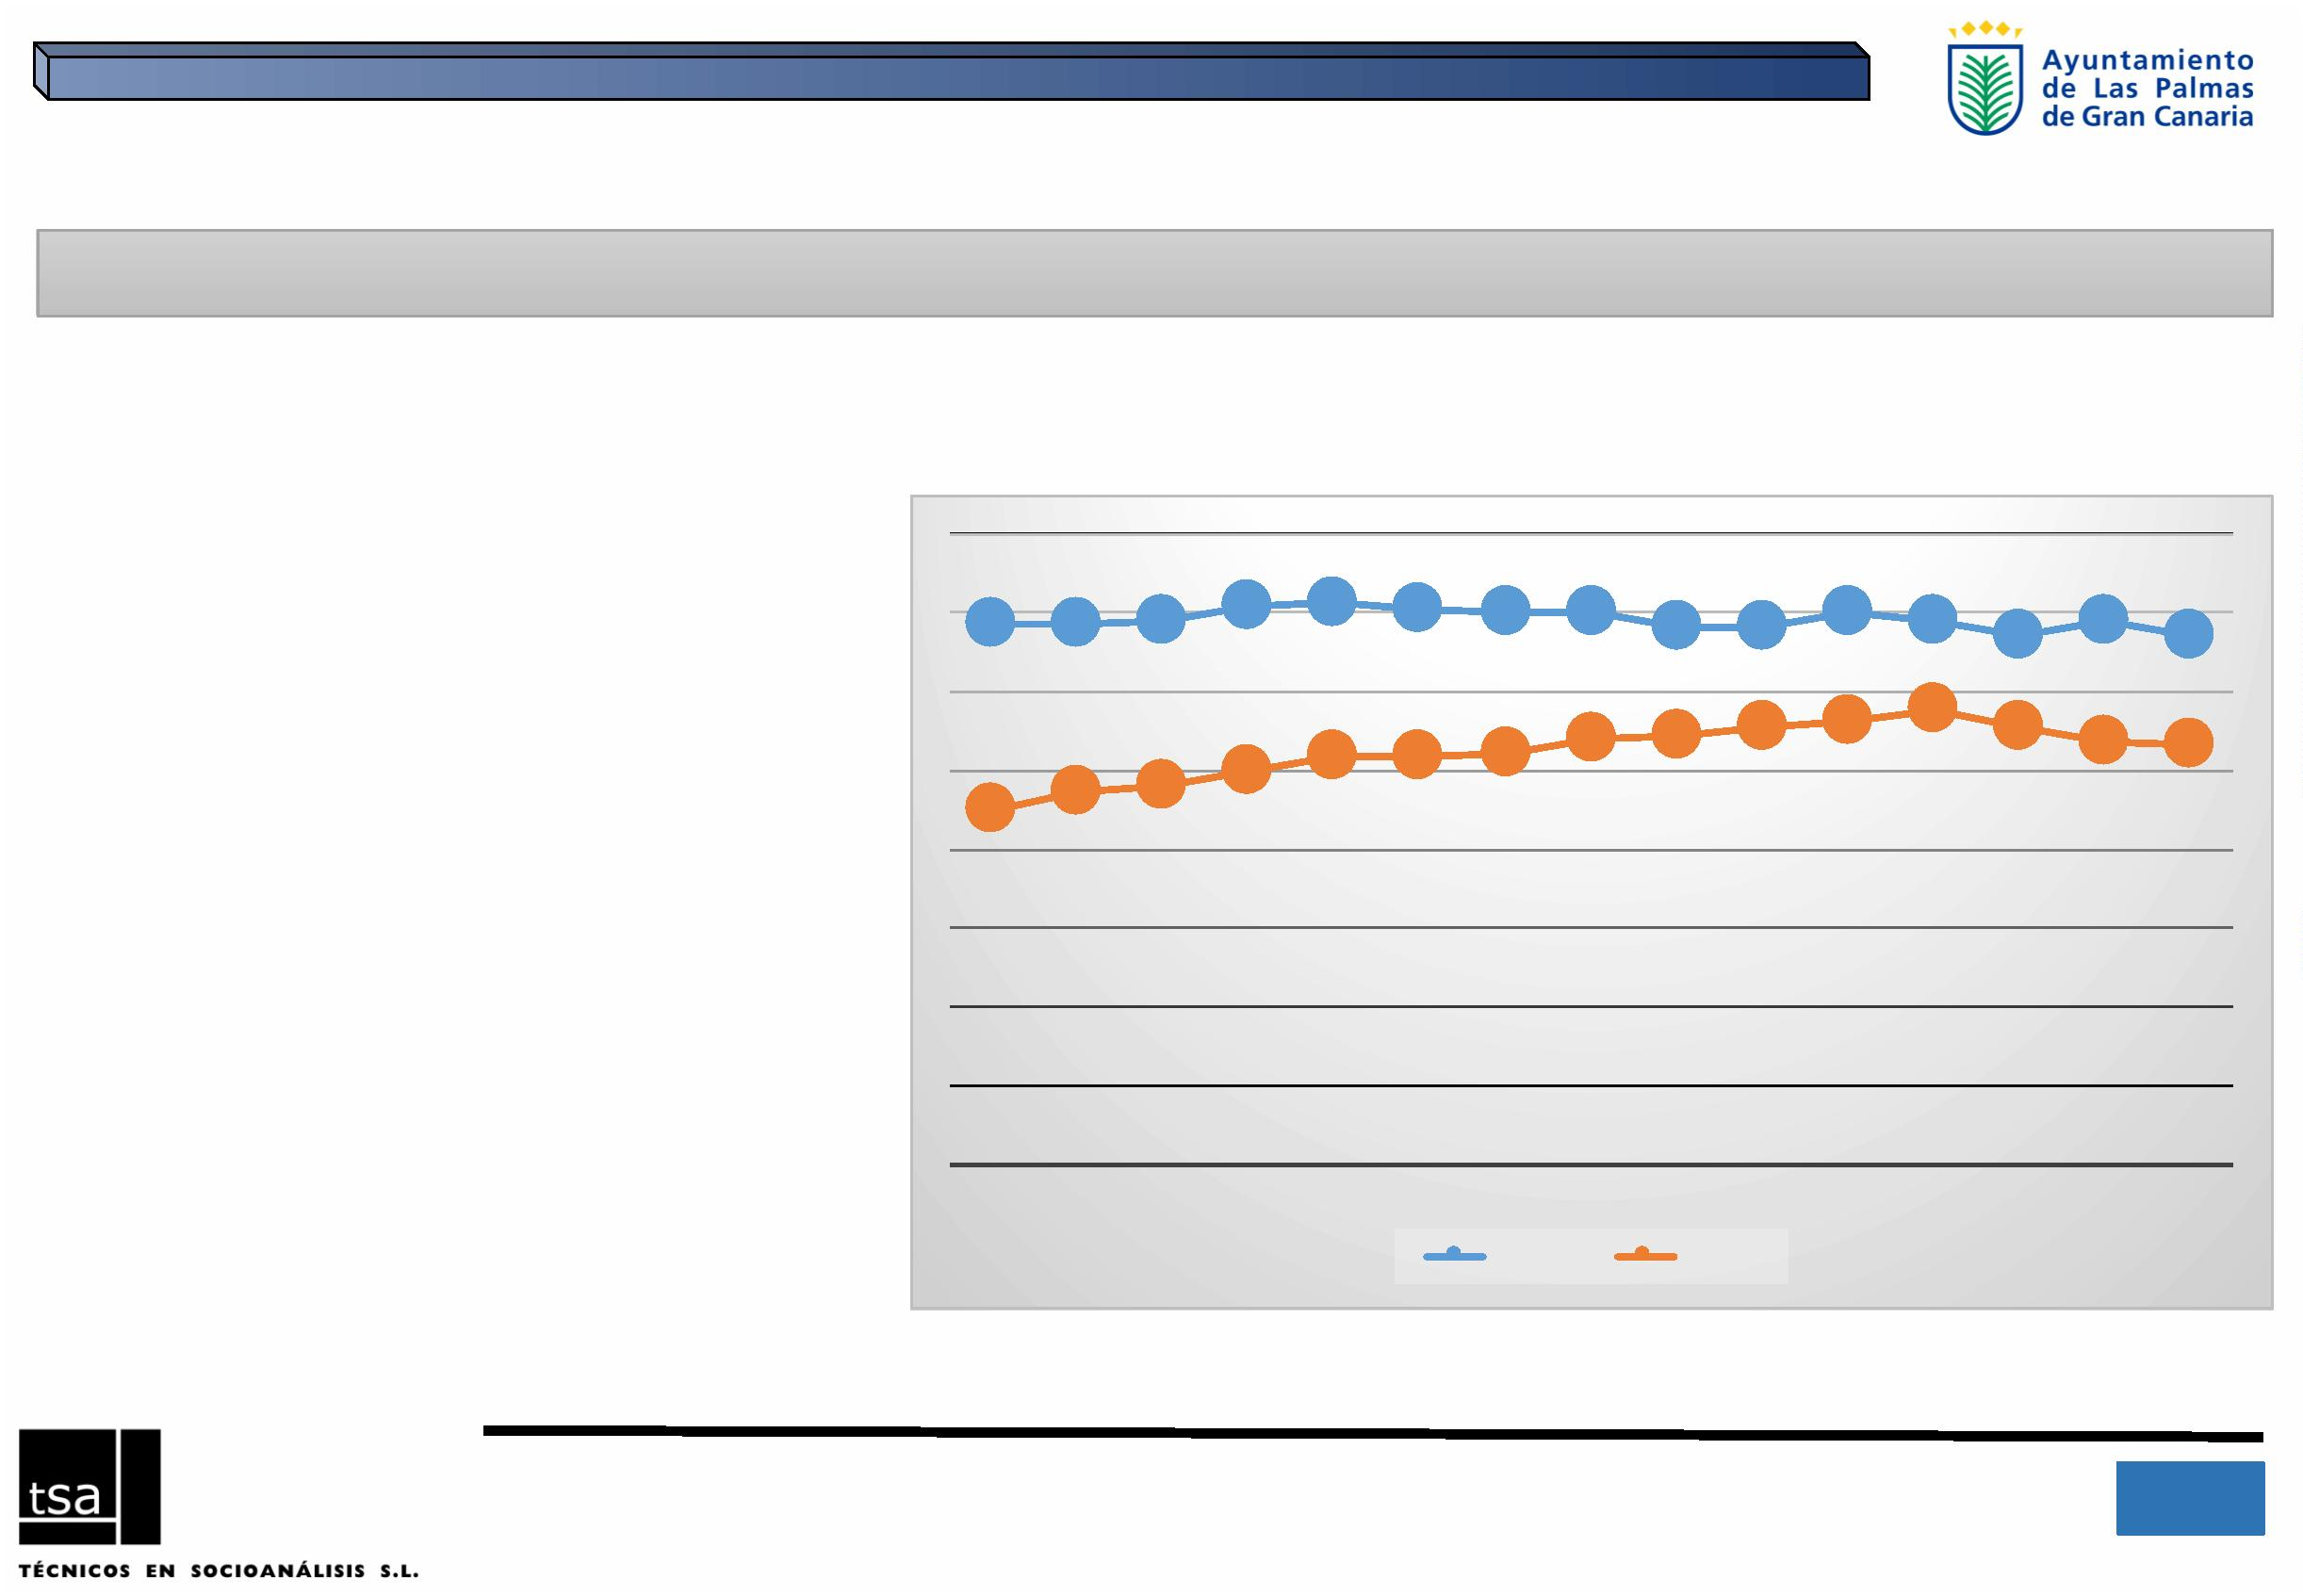 Ayuntamiento
de Las Palmas
de Gran Canaria
tsa
TÉCNICOS EN SOCIOANÁLISIS S.L.